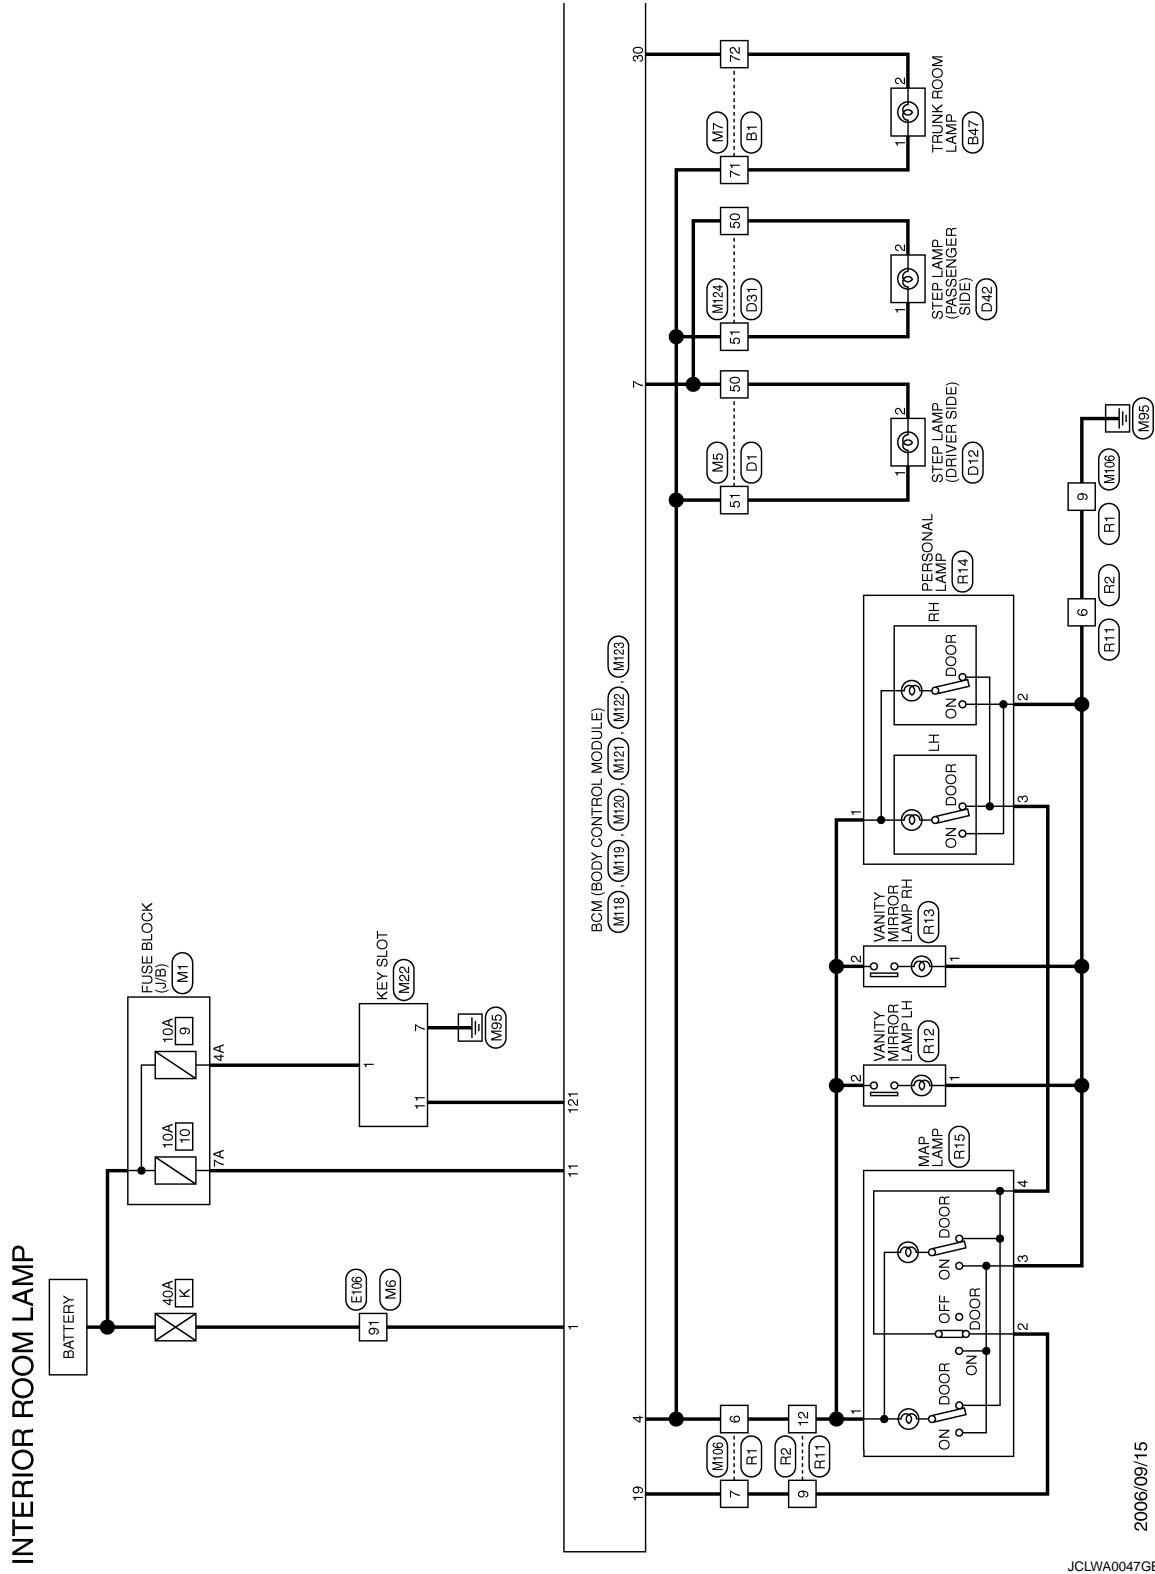 INTERIOR ROOM LAMP
BATTERY
40A
K
E106
91
M6
1
FUSE BLOCK
(J/B)
M1
10A
10
7A
10A
9
4A
11
KEY SLOT
M22
1
11
7
M95
121
BCM (BODY CONTROL MODULE)
M118 , M119 , M120 , M121 , M122 , M123
19
4
7
30
M106
R1
7
6
R2
R11
9
12
M5
D1
51
50
M124
D31
51
50
M7
B1
71
72
1
2
STEP LAMP
(DRIVER SIDE)
D12
1
2
STEP LAMP
(PASSENGER
SIDE)
D42
1
2
TRUNK ROOM
LAMP
B47
MAP
LAMP
R15
1
ON
DOOR
ON
OFF
DOOR
ON
DOOR
2
3
4
VANITY
MIRROR
LAMP LH
R12
2
1
VANITY
MIRROR
LAMP RH
R13
2
1
PERSONAL
LAMP
R14
1
LH
ON
DOOR
RH
ON
DOOR
3
2
R11
6
R2
R1
9
M106
M95
2006/09/15
JCLWA0047GE